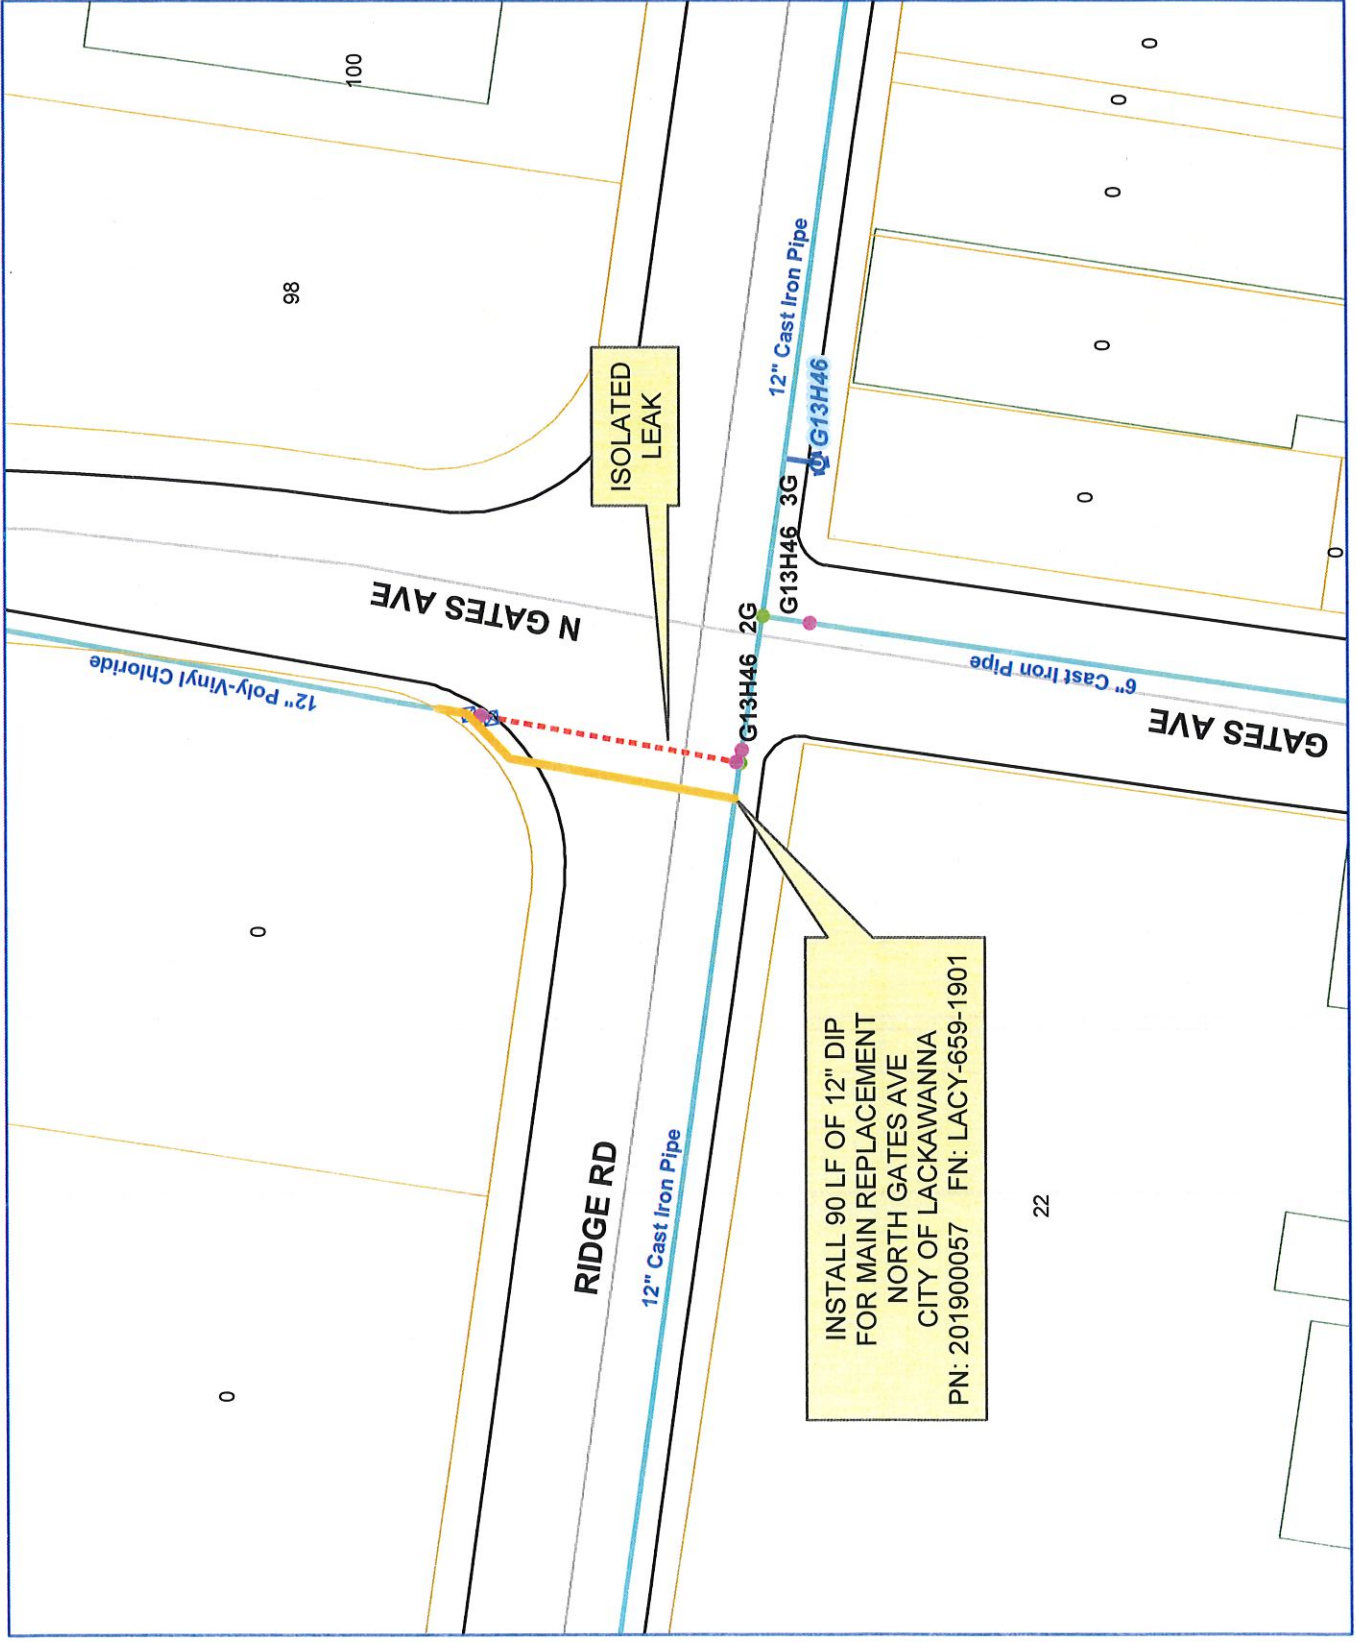 100
98
0
0
0
0
0
0
0
0
22
ISOLATED
LEAK
N GATES AVE
GATES AVE
RIDGE RD
12" Poly-Vinyl Chloride
12" Cast Iron Pipe
12" Cast Iron Pipe
6" Cast Iron Pipe
G13H46
G13H46 3G
G13H46 2G
INSTALL 90 LF OF 12" DIP
FOR MAIN REPLACEMENT
NORTH GATES AVE
CITY OF LACKAWANNA
PN: 201900057 FN: LACY-659-1901